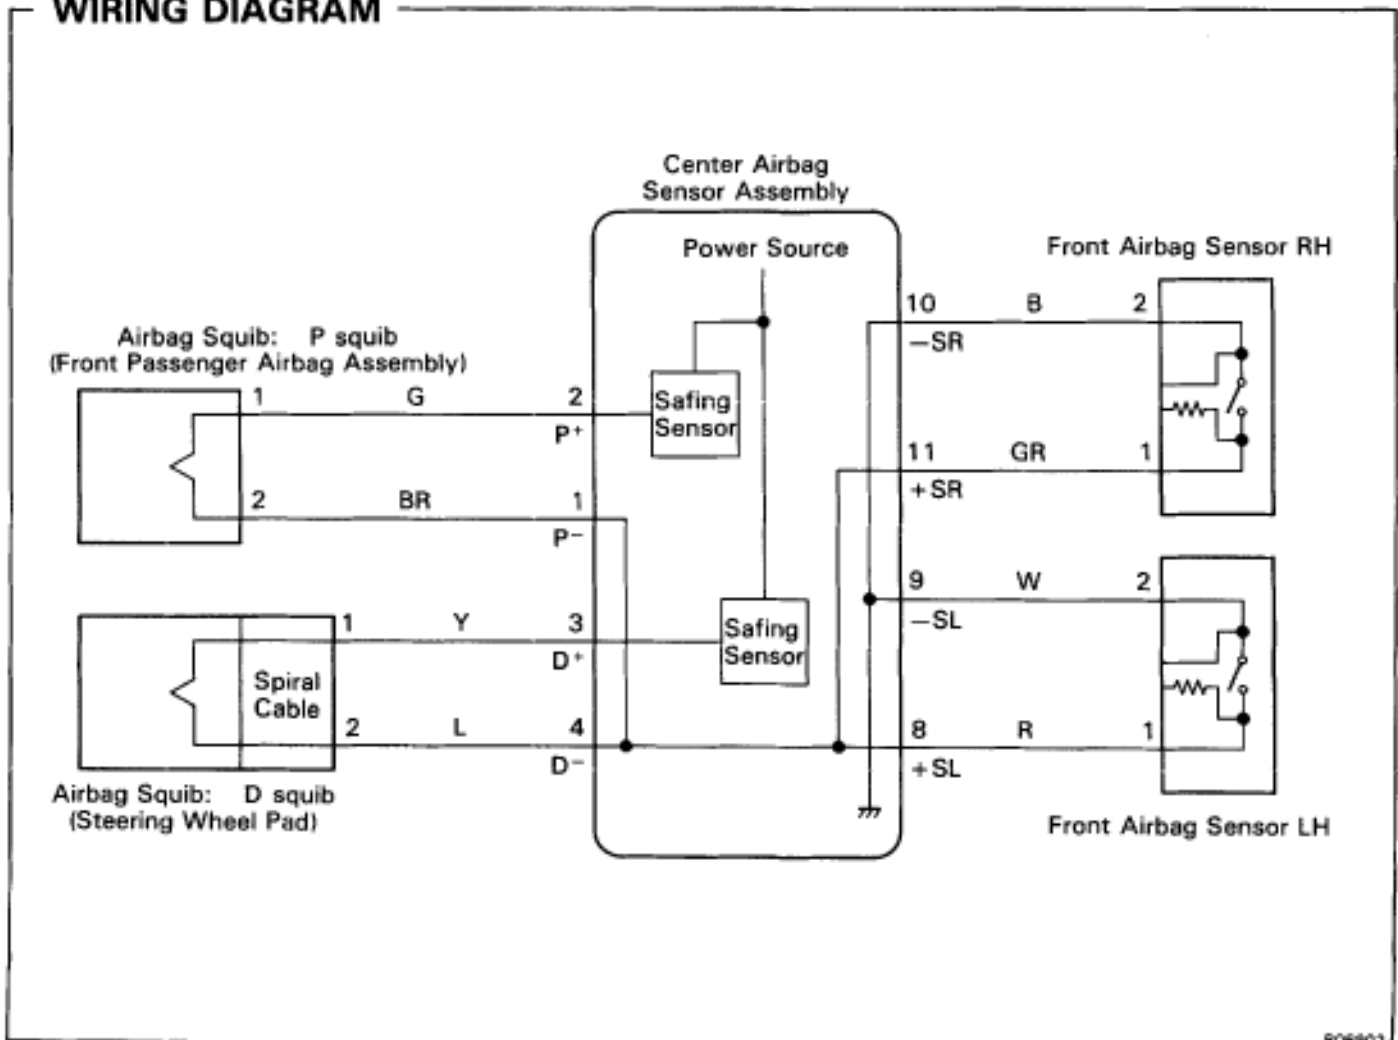 WIRING DIAGRAM
Center Airbag
Sensor Assembly
Power Source
Front Airbag Sensor RH
Airbag Squib: P squib
(Front Passenger Airbag Assembly)
1 G 2
P+
2 BR 1
P−
Safing
Sensor
10 B 2
−SR
11 GR 1
+SR
1 Y 3
D+
2 L 4
D−
Spiral
Cable
Safing
Sensor
9 W 2
−SL
8 R 1
+SL
Airbag Squib: D squib
(Steering Wheel Pad)
Front Airbag Sensor LH